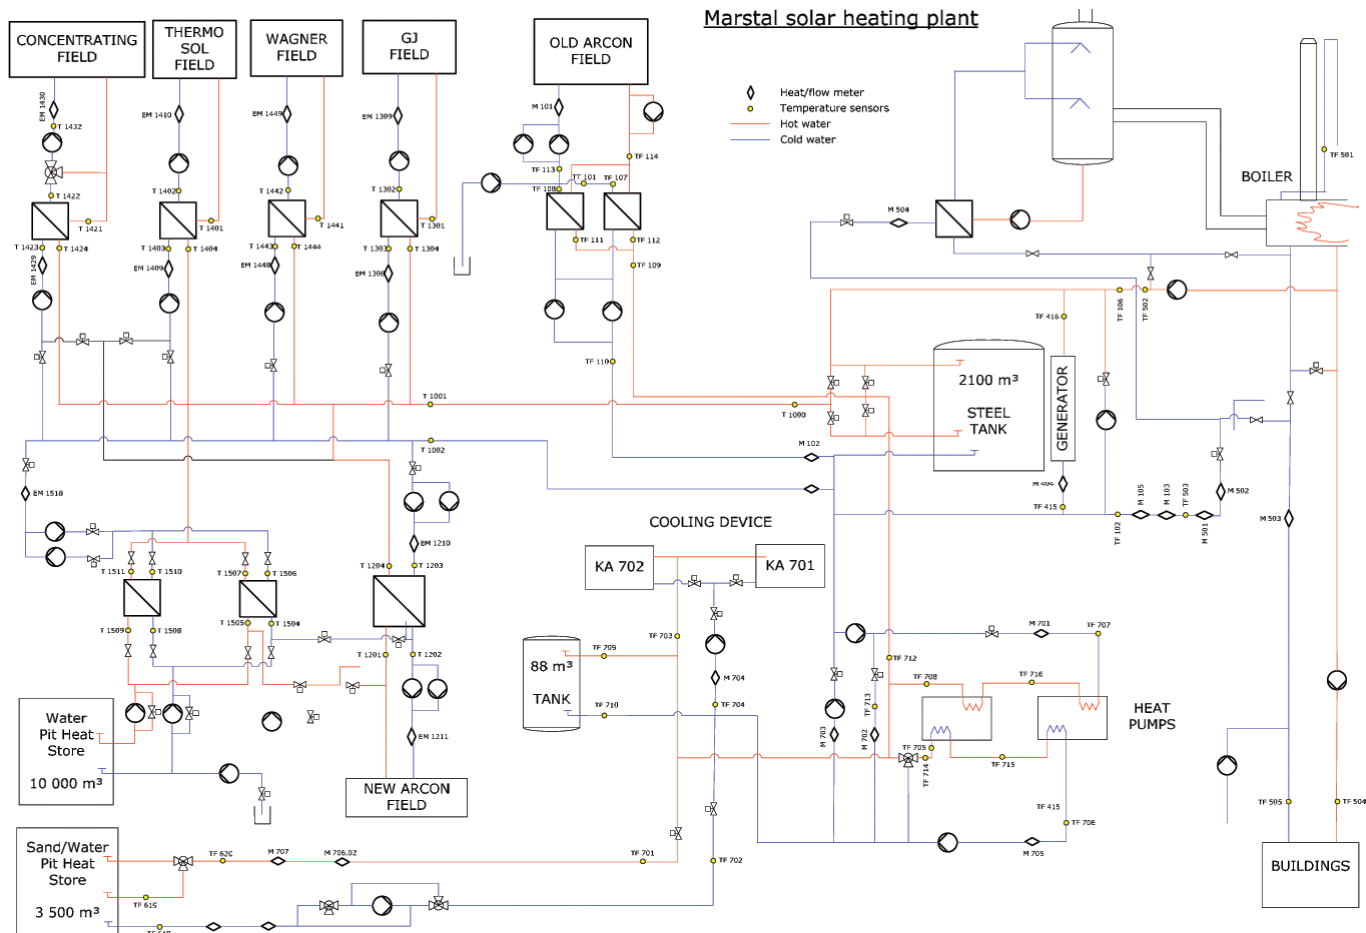 Marstal solar heating plant
CONCENTRATING
FIELD
THERMO
SOL
FIELD
WAGNER
FIELD
GJ
FIELD
OLD ARCON
FIELD
Heat/flow meter
Temperature sensors
Hot water
Cold water
BOILER
EM 1430
T 1432
EM 1410
EM 1449
EM 1309
M 101
TF 114
TF 113
TF 501
T 1422
T 1402
T 1442
T 1302
TF 108
TT 101
TF 107
T 1421
T 1401
T 1441
T 1301
M 504
T 1423
T 1424
T 1403
T 1404
T 1443
T 1444
T 1303
T 1304
TF 111
TF 112
TF 109
EM 1429
EM 1409
EM 1448
EM 1308
TF 106
TF 502
TF 416
TF 110
2100 m³
STEEL
TANK
GENERATOR
T 1001
T 1000
T 1002
M 102
M 404
TF 415
TF 102
M 105
M 103
TF 503
M 501
M 502
M 503
EM 1518
EM 1210
COOLING DEVICE
KA 702
KA 701
T 1511
T 1510
T 1507
T 1506
T 1204
T 1203
T 1509
T 1508
T 1505
T 1504
T 1201
T 1202
TF 703
M 701
TF 707
88 m³
TANK
TF 709
TF 710
M 704
TF 704
TF 712
TF 708
TF 716
TF 713
M 703
M 702
TF 705
TF 714
TF 715
HEAT
PUMPS
Water
Pit Heat
Store
10 000 m³
EM 1211
NEW ARCON
FIELD
TF 415
TF 706
M 705
TF 505
TF 504
BUILDINGS
Sand/Water
Pit Heat
Store
3 500 m³
TF 62C
M 707
M 706.02
TF 701
TF 702
TF 615